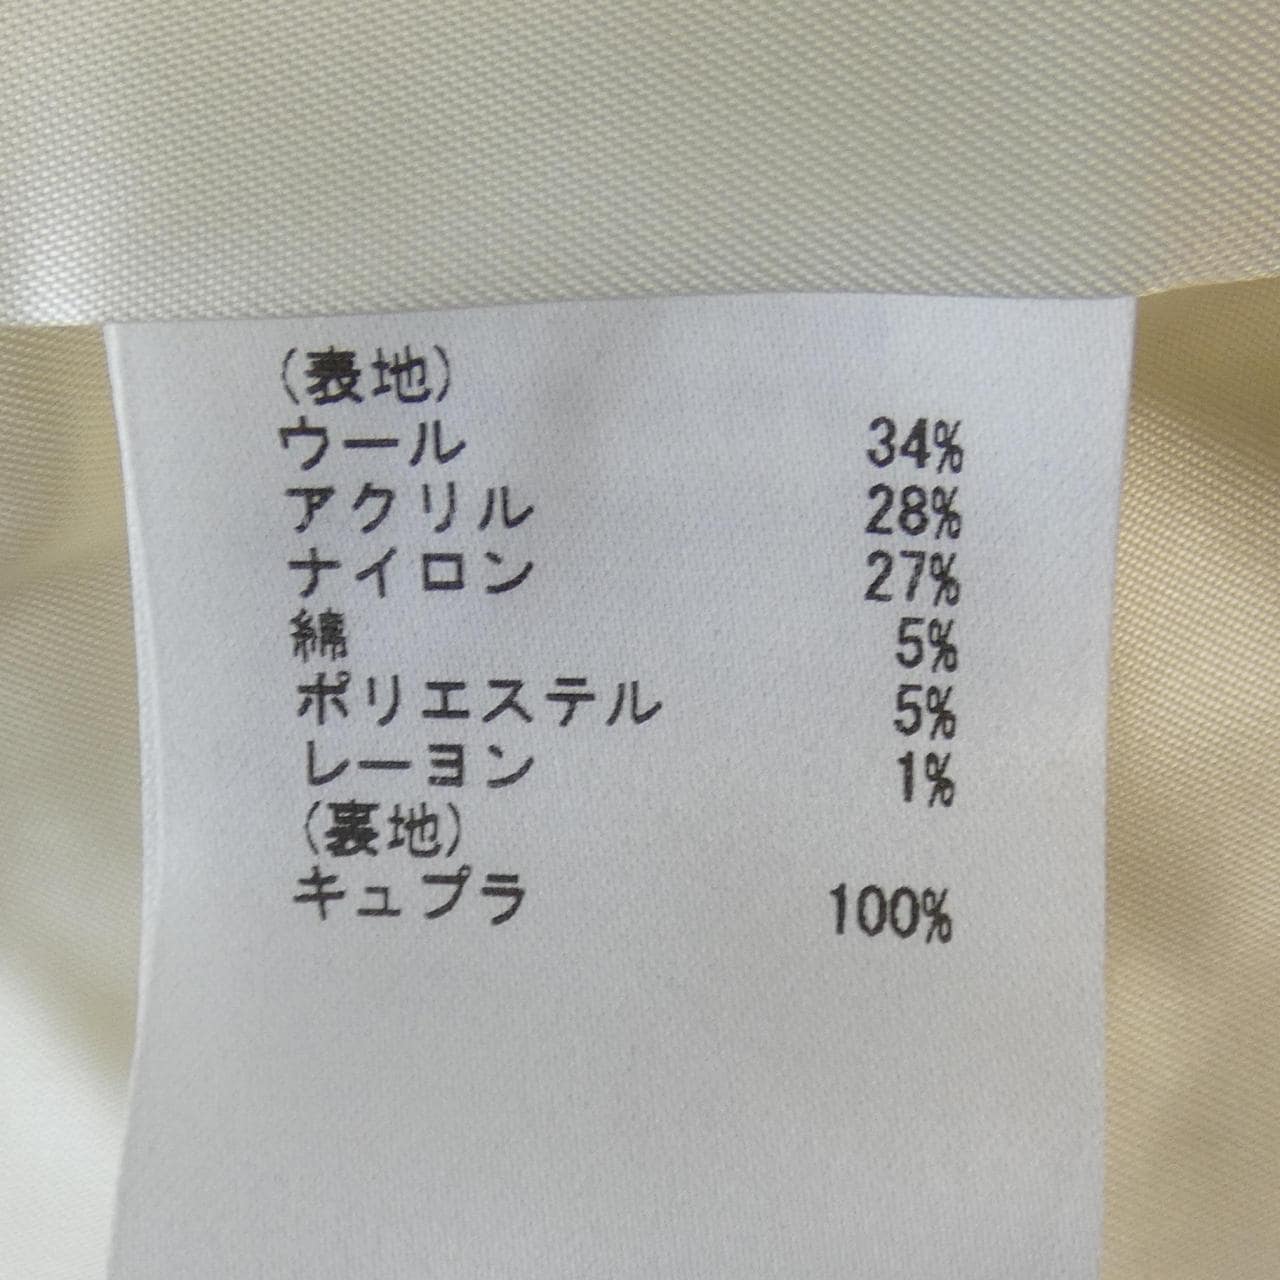 (表地)
ウール 34%
アクリル 28%
ナイロン 27%
綿 5%
ポリエステル 5%
レーヨン 1%
(裏地)
キュプラ 100%